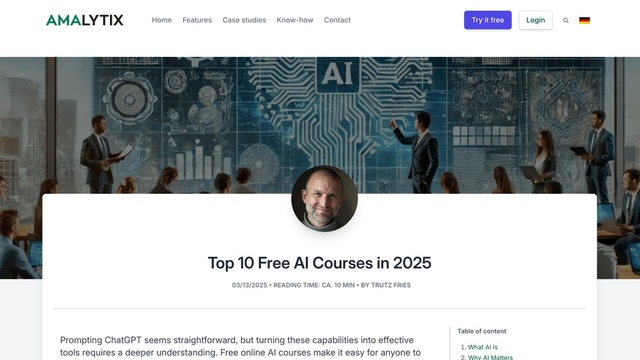 AMALYTIX
Home Features Case studies Know-how Contact
Try it free Login
AI
Top 10 Free AI Courses in 2025
03/13/2025 • READING TIME: CA. 10 MIN • BY TRUTZ FRIES
Prompting ChatGPT seems straightforward, but turning these capabilities into effective
tools requires a deeper understanding. Free online AI courses make it easy for anyone to
Table of content
1. What AI Is
2. Why AI Matters